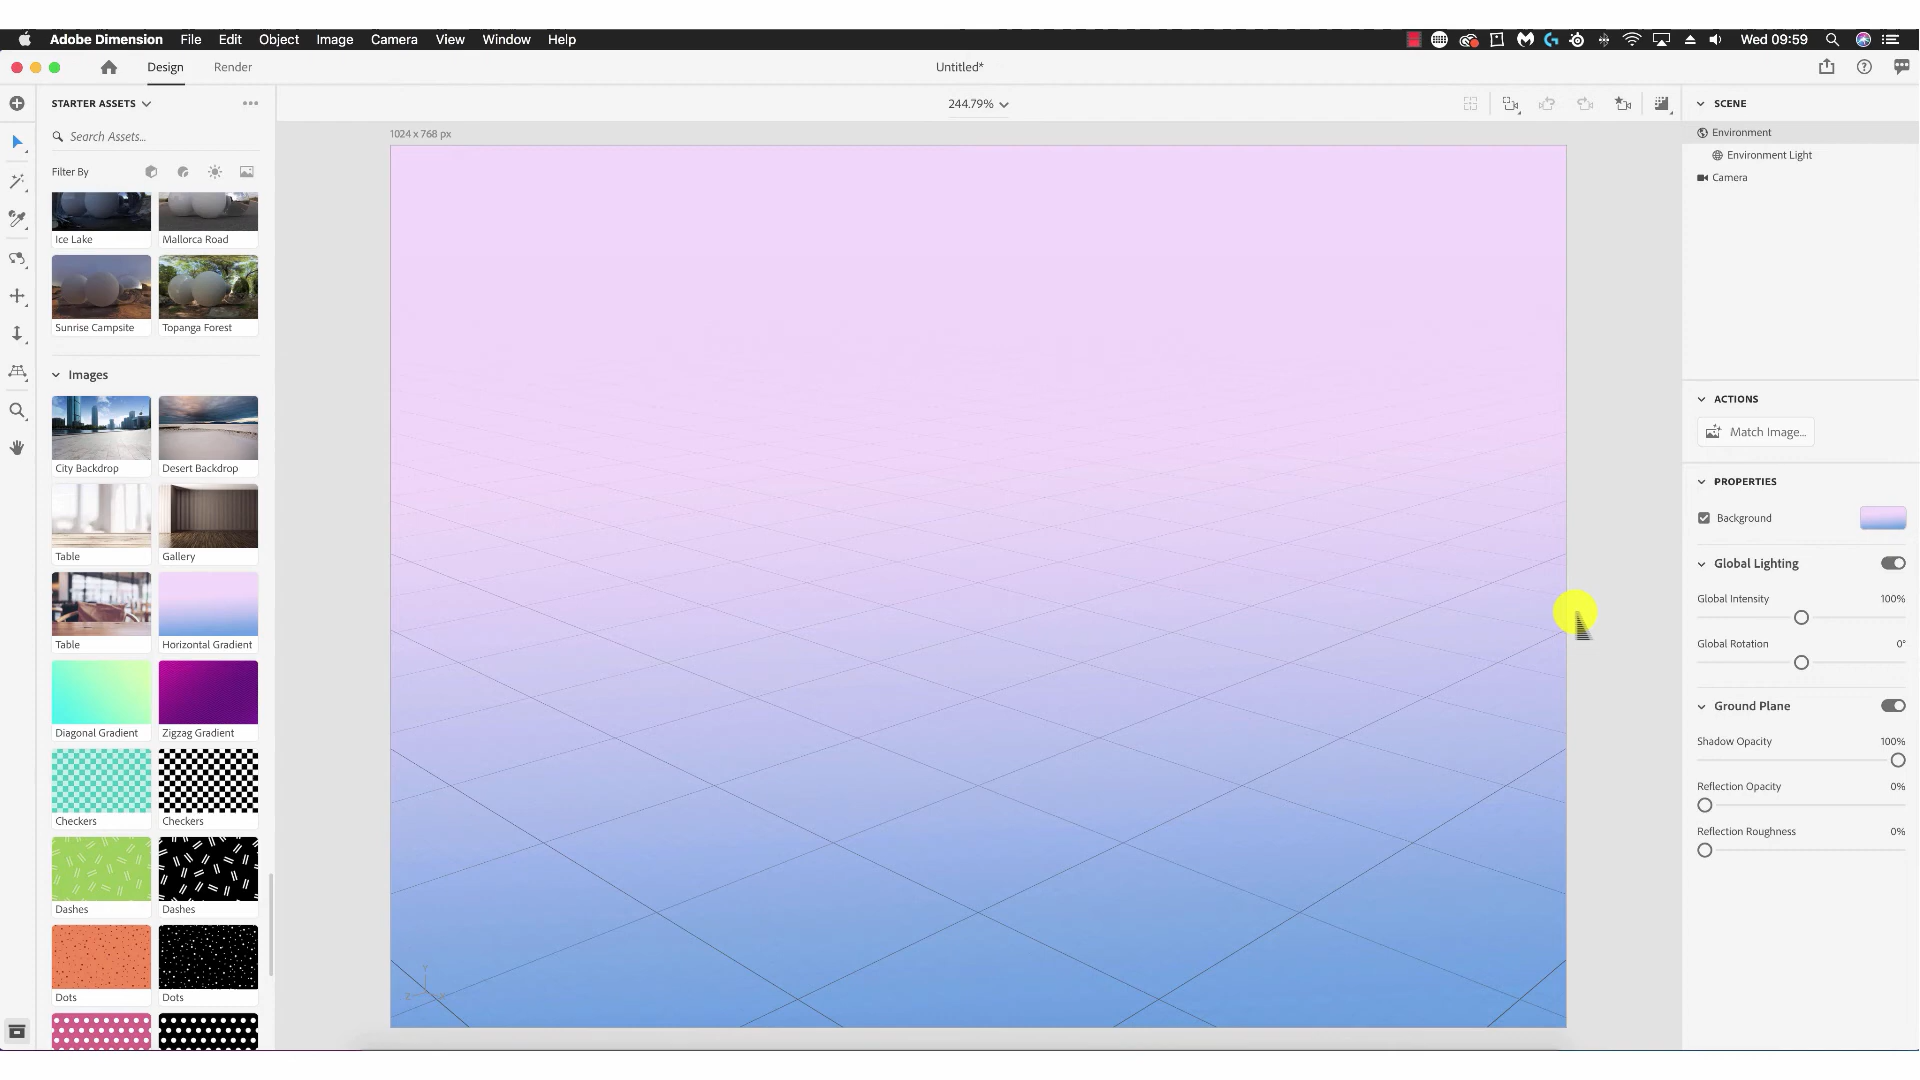 Adobe Dimension File Edit Object Image Camera View Window Help Wed 09:59
Design Render Untitled*
STARTER ASSETS
244.79%
SCENE
Search Assets...
1024 x 768 px
Environment
Environment Light
Filter By
Camera
Ice Lake Mallorca Road
Sunrise Campsite Topanga Forest
Images
ACTIONS
Match Image...
City Backdrop Desert Backdrop
PROPERTIES
Background
Table Gallery
Global Lighting
Global Intensity 100%
Table Horizontal Gradient
Global Rotation 0°
Ground Plane
Diagonal Gradient Zigzag Gradient
Shadow Opacity 100%
Reflection Opacity 0%
Checkers Checkers
Reflection Roughness 0%
Dashes Dashes
Dots Dots